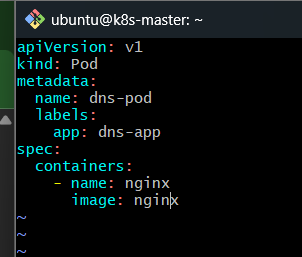 ubuntu@k8s-master: ~
apiVersion: v1
kind: Pod
metadata:
  name: dns-pod
  labels:
    app: dns-app
spec:
  containers:
    - name: nginx
      image: nginx
~
~
~